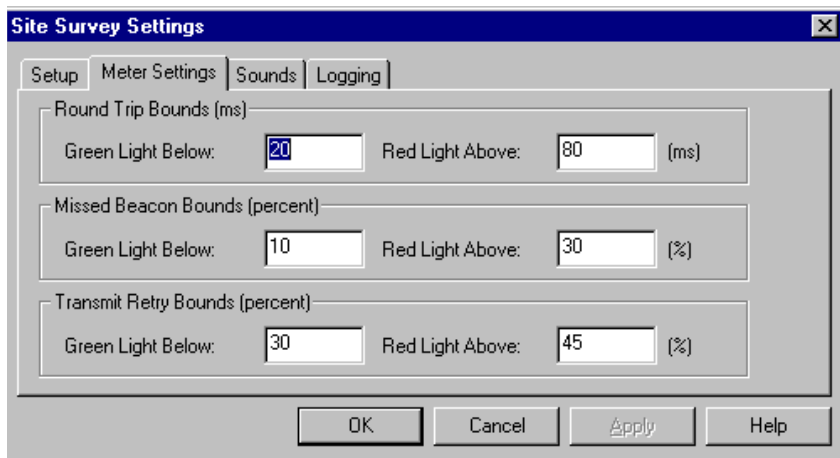 Site Survey Settings
Setup Meter Settings Sounds Logging
Round Trip Bounds (ms)
Green Light Below: 20 Red Light Above: 80 (ms)
Missed Beacon Bounds (percent)
Green Light Below: 10 Red Light Above: 30 (%)
Transmit Retry Bounds (percent)
Green Light Below: 30 Red Light Above: 45 (%)
OK Cancel Apply Help